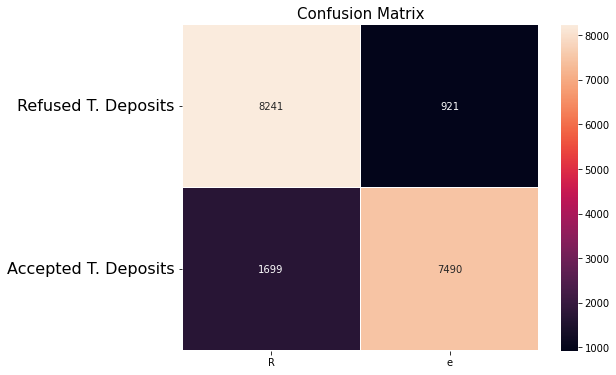 Confusion Matrix
Refused T. Deposits
8241
921
Accepted T. Deposits
1699
7490
R
e
8000
7000
6000
5000
4000
3000
2000
1000